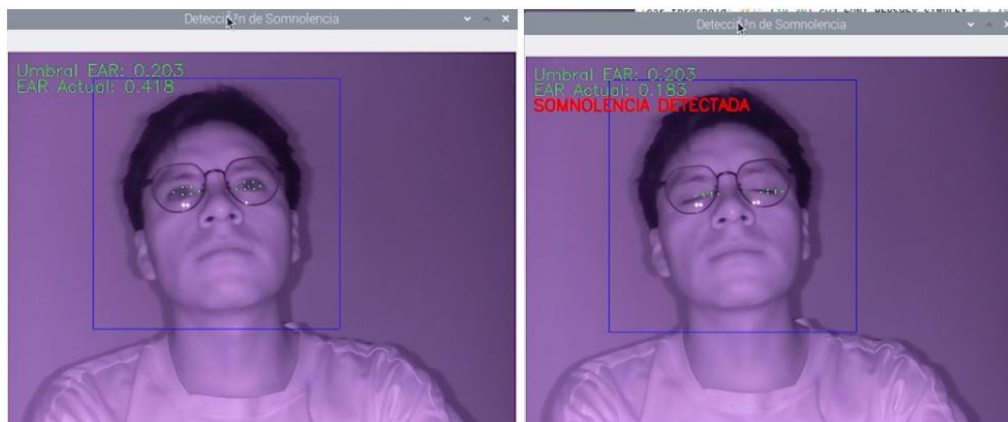 Detección de Somnolencia
Umbral EAR: 0.203
EAR Actual: 0.418
Detección de Somnolencia
Umbral EAR: 0.203
EAR Actual: 0.183
SOMNOLENCIA DETECTADA